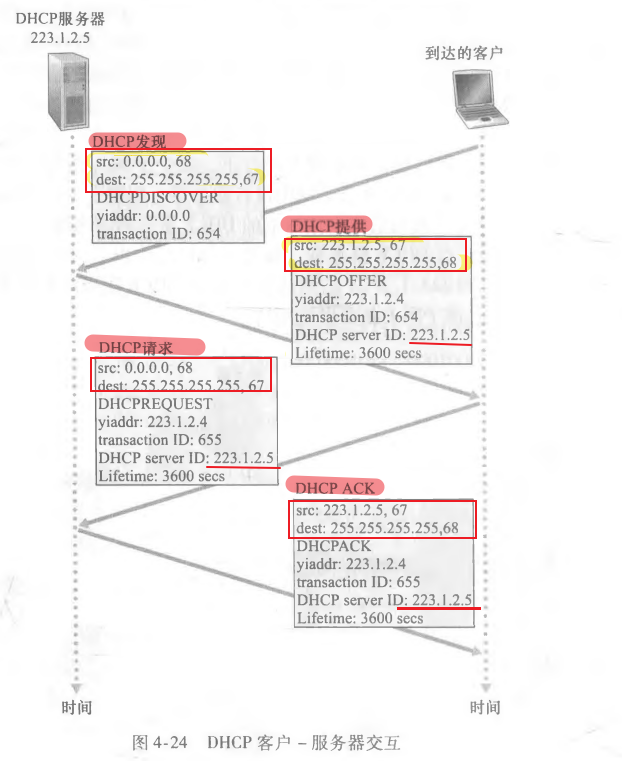 DHCP服务器
223.1.2.5
到达的客户
DHCP发现
src: 0.0.0.0, 68
dest: 255.255.255.255,67
DHCPDISCOVER
yiaddr: 0.0.0.0
transaction ID: 654
DHCP提供
src: 223.1.2.5, 67
dest: 255.255.255.255,68
DHCPOFFER
yiaddr: 223.1.2.4
transaction ID: 654
DHCP server ID: 223.1.2.5
Lifetime: 3600 secs
DHCP请求
src: 0.0.0.0, 68
dest: 255.255.255.255, 67
DHCPREQUEST
yiaddr: 223.1.2.4
transaction ID: 655
DHCP server ID: 223.1.2.5
Lifetime: 3600 secs
DHCP ACK
src: 223.1.2.5, 67
dest: 255.255.255.255,68
DHCPACK
yiaddr: 223.1.2.4
transaction ID: 655
DHCP server ID: 223.1.2.5
Lifetime: 3600 secs
时间
时间
图 4-24 DHCP 客户 – 服务器交互